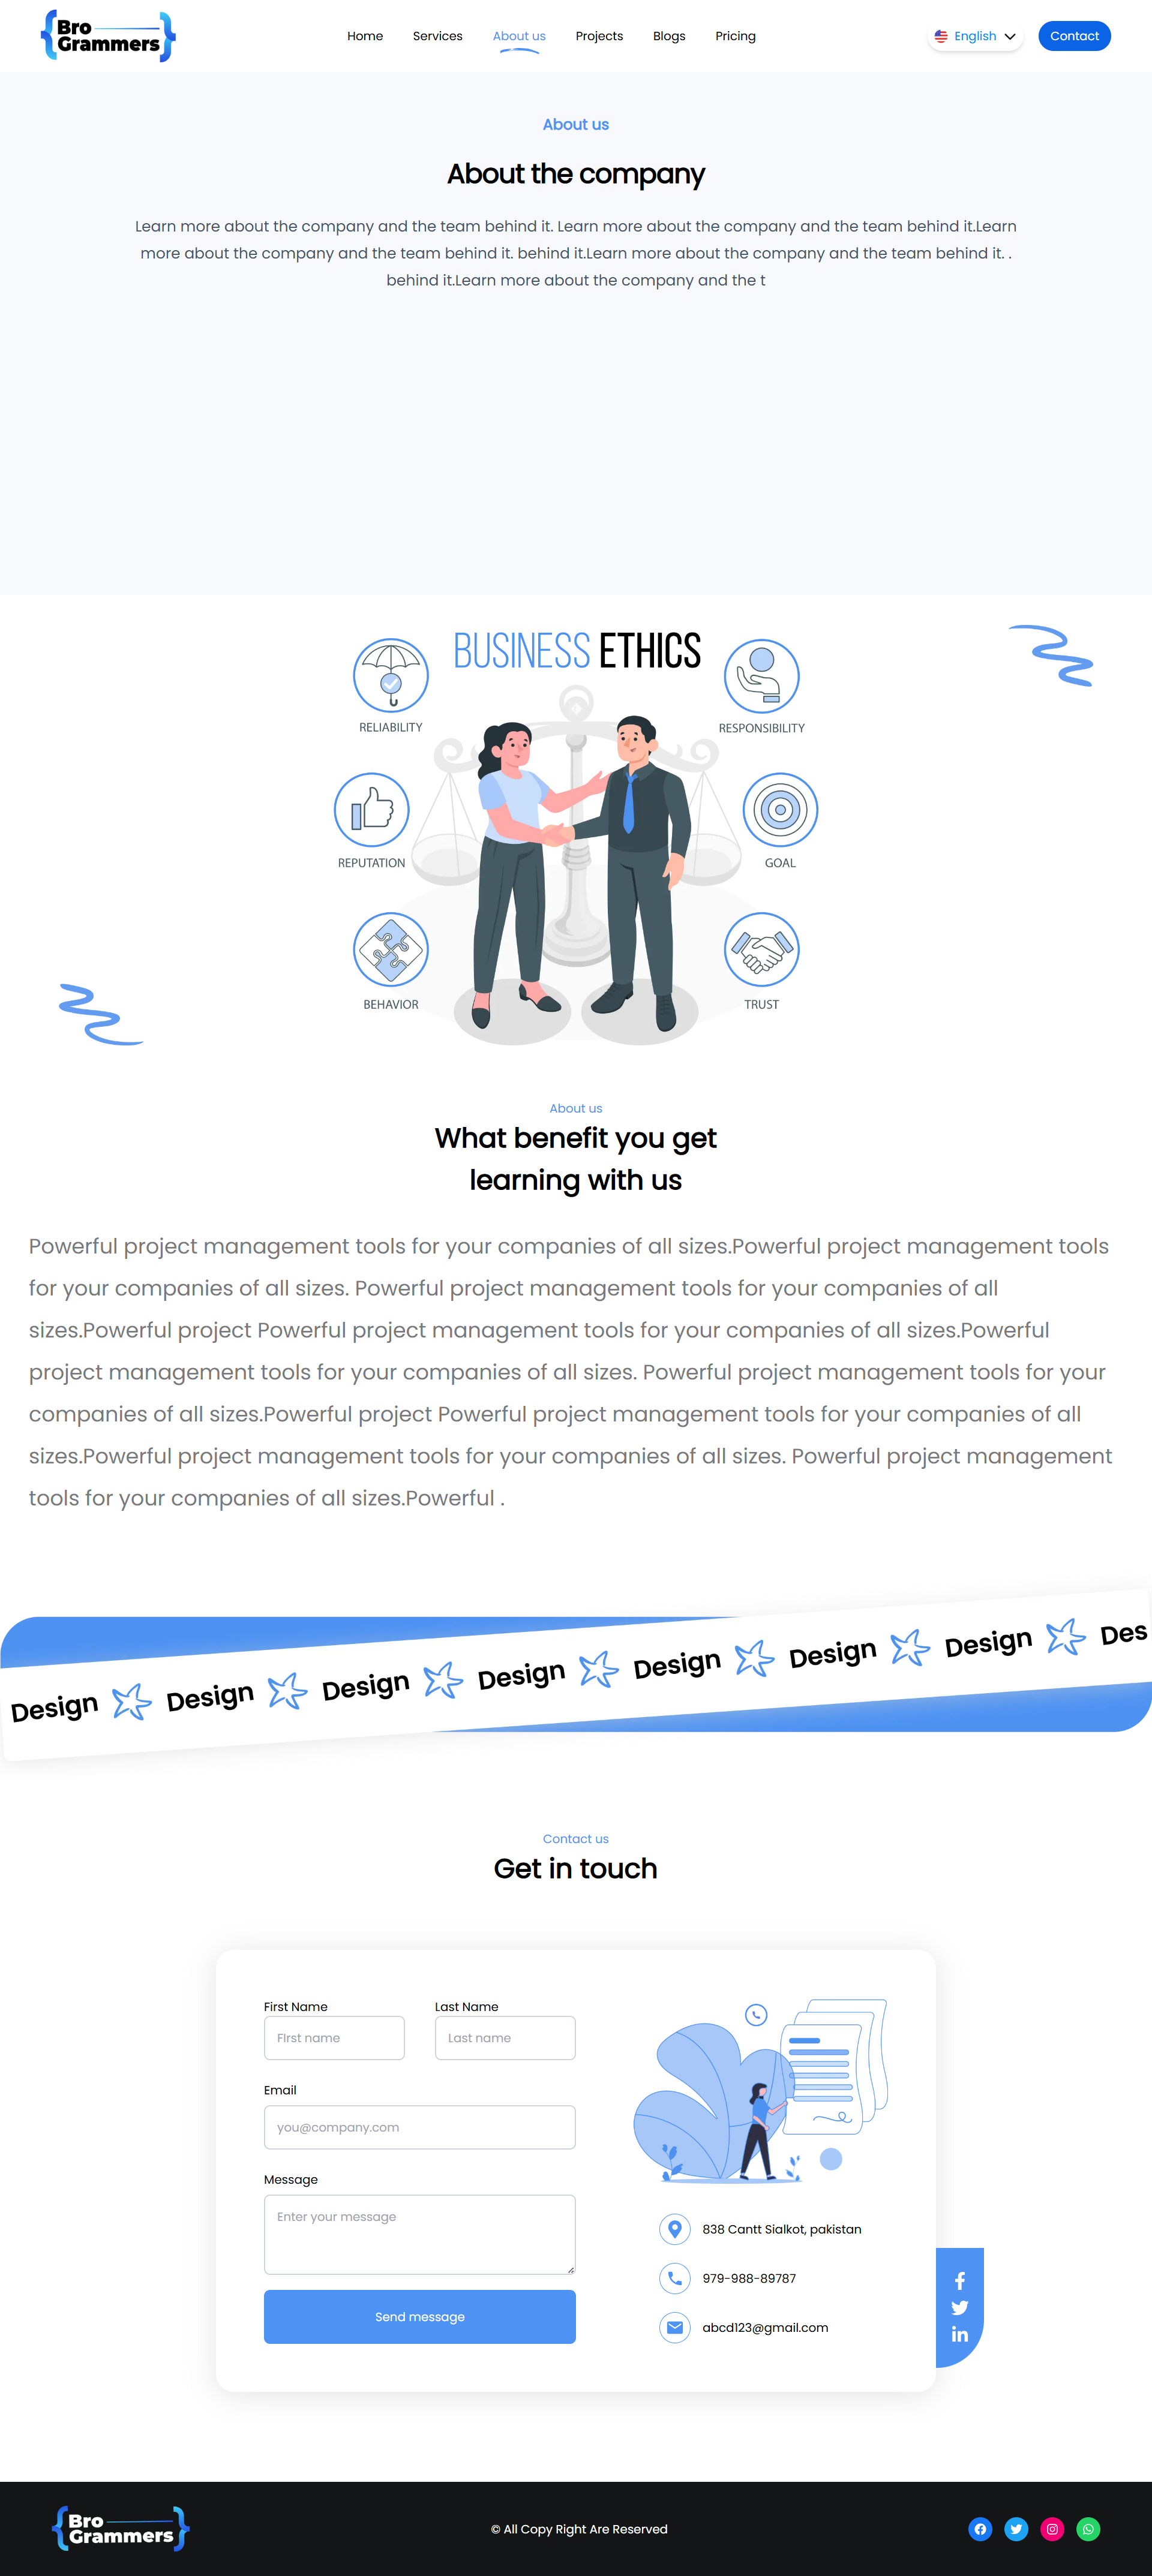 Bro
Grammers
Home
Services
About us
Projects
Blogs
Pricing
English
Contact
About us
About the company
Learn more about the company and the team behind it. Learn more about the company and the team behind it.Learn
more about the company and the team behind it. behind it.Learn more about the company and the team behind it. .
behind it.Learn more about the company and the t
BUSINESS ETHICS
RELIABILITY
RESPONSIBILITY
REPUTATION
GOAL
BEHAVIOR
TRUST
About us
What benefit you get
learning with us
Powerful project management tools for your companies of all sizes.Powerful project management tools
for your companies of all sizes. Powerful project management tools for your companies of all
sizes.Powerful project Powerful project management tools for your companies of all sizes.Powerful
project management tools for your companies of all sizes. Powerful project management tools for your
companies of all sizes.Powerful project Powerful project management tools for your companies of all
sizes.Powerful project management tools for your companies of all sizes. Powerful project management
tools for your companies of all sizes.Powerful .
Design Design Design Design Design Design Design Des
Contact us
Get in touch
First Name
Last Name
FIrst name
Last name
Email
you@company.com
Message
Enter your message
Send message
838 Cantt Sialkot, pakistan
979-988-89787
abcd123@gmail.com
Bro
Grammers
© All Copy Right Are Reserved